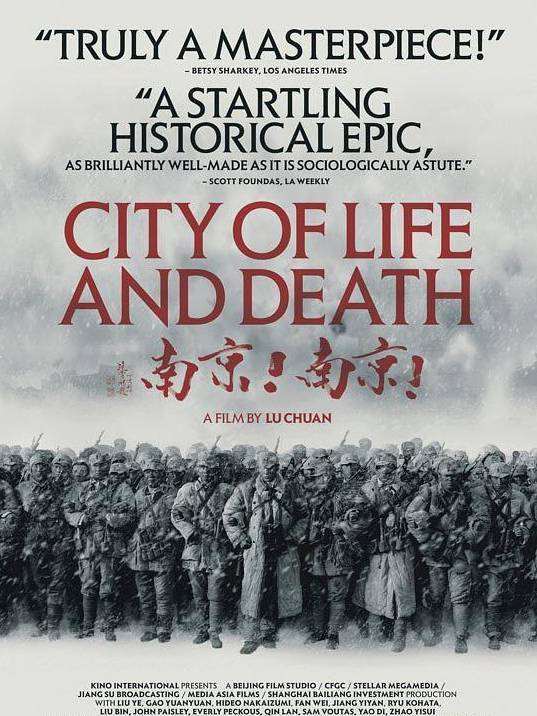 “TRULY A MASTERPIECE!”
– BETSY SHARKEY, LOS ANGELES TIMES
“A STARTLING
HISTORICAL EPIC,
AS BRILLIANTLY WELL-MADE AS IT IS SOCIOLOGICALLY ASTUTE.”
– SCOTT FOUNDAS, LA WEEKLY
CITY OF LIFE
AND DEATH
南京!南京!
A FILM BY LU CHUAN
KINO INTERNATIONAL PRESENTS A BEIJING FILM STUDIO / CFGC / STELLAR MEGAMEDIA /
JIANG SU BROADCASTING / MEDIA ASIA FILMS / SHANGHAI BAILIANG INVESTMENT PRODUCTION
WITH LIU YE, GAO YUANYUAN, HIDEO NAKAIZUMI, FAN WEI, JIANG YIYAN, RYU KOHATA,
LIU BIN, JOHN PAISLEY, EVERLY PECKOUS, QIN LAN, SAM VOUTAS, YAO DI, ZHAO YISUI